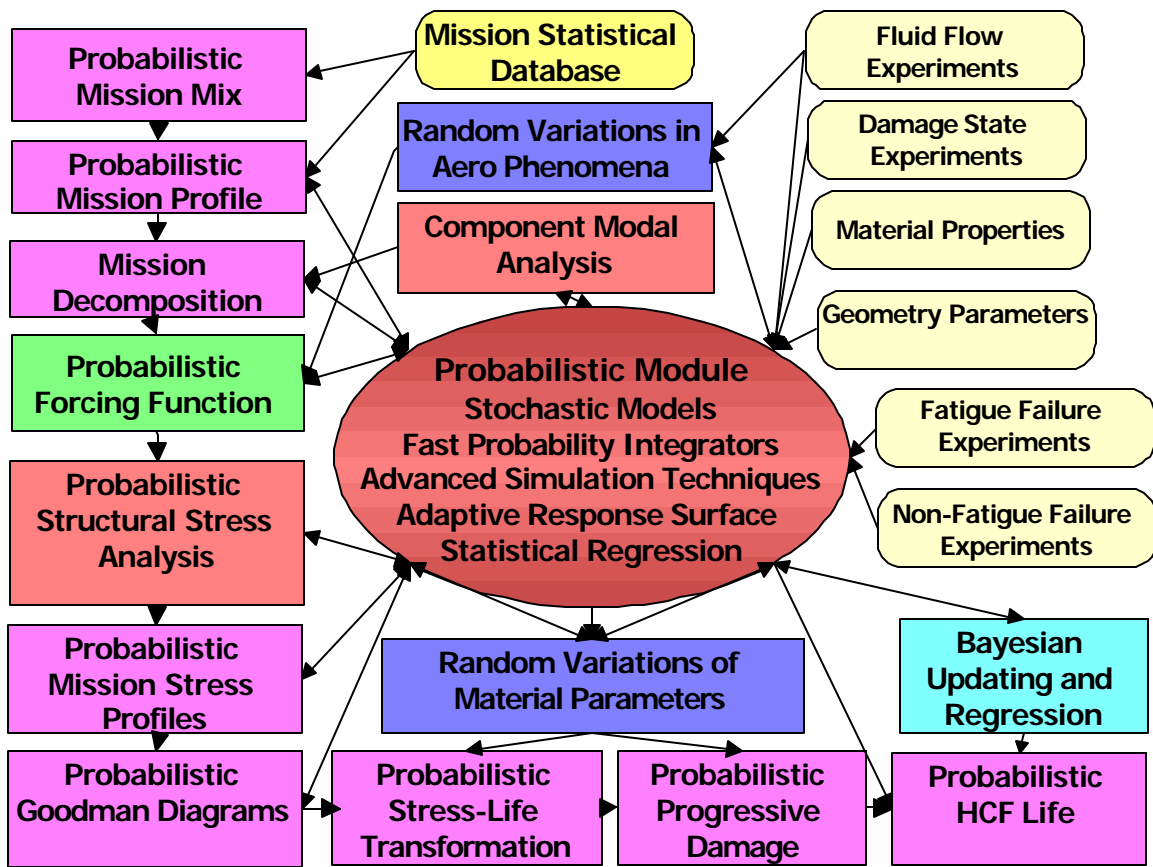 Probabilistic
Mission Mix
Mission Statistical
Database
Fluid Flow
Experiments
Probabilistic
Mission Profile
Random Variations in
Aero Phenomena
Damage State
Experiments
Mission
Decomposition
Component Modal
Analysis
Material Properties
Geometry Parameters
Probabilistic
Forcing Function
Probabilistic Module
Stochastic Models
Fast Probability Integrators
Advanced Simulation Techniques
Adaptive Response Surface
Statistical Regression
Fatigue Failure
Experiments
Non-Fatigue Failure
Experiments
Probabilistic
Structural Stress
Analysis
Probabilistic
Mission Stress
Profiles
Random Variations of
Material Parameters
Bayesian
Updating and
Regression
Probabilistic
Goodman Diagrams
Probabilistic
Stress-Life
Transformation
Probabilistic
Progressive
Damage
Probabilistic
HCF Life